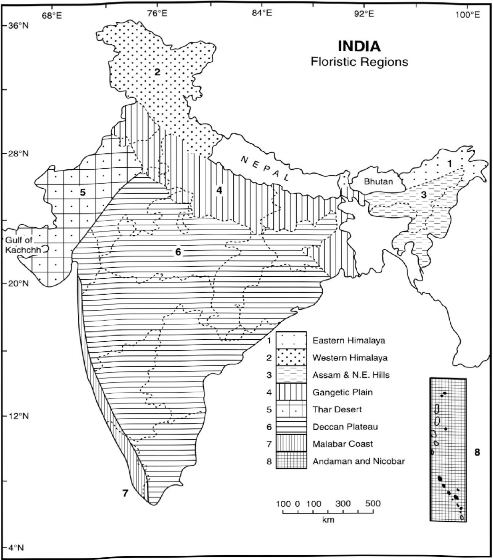 68°E 76°E 84°E 92°E 100°E
36°N
INDIA
Floristic Regions
2
28°N
NEPAL
1
Bhutan
3
5
4
Gulf of
Kachchh
6
20°N
1 Eastern Himalaya
2 Western Himalaya
3 Assam & N.E. Hills
4 Gangetic Plain
5 Thar Desert
6 Deccan Plateau
7 Malabar Coast
8 Andaman and Nicobar
12°N
8
7
100 0 100 300 500
km
4°N